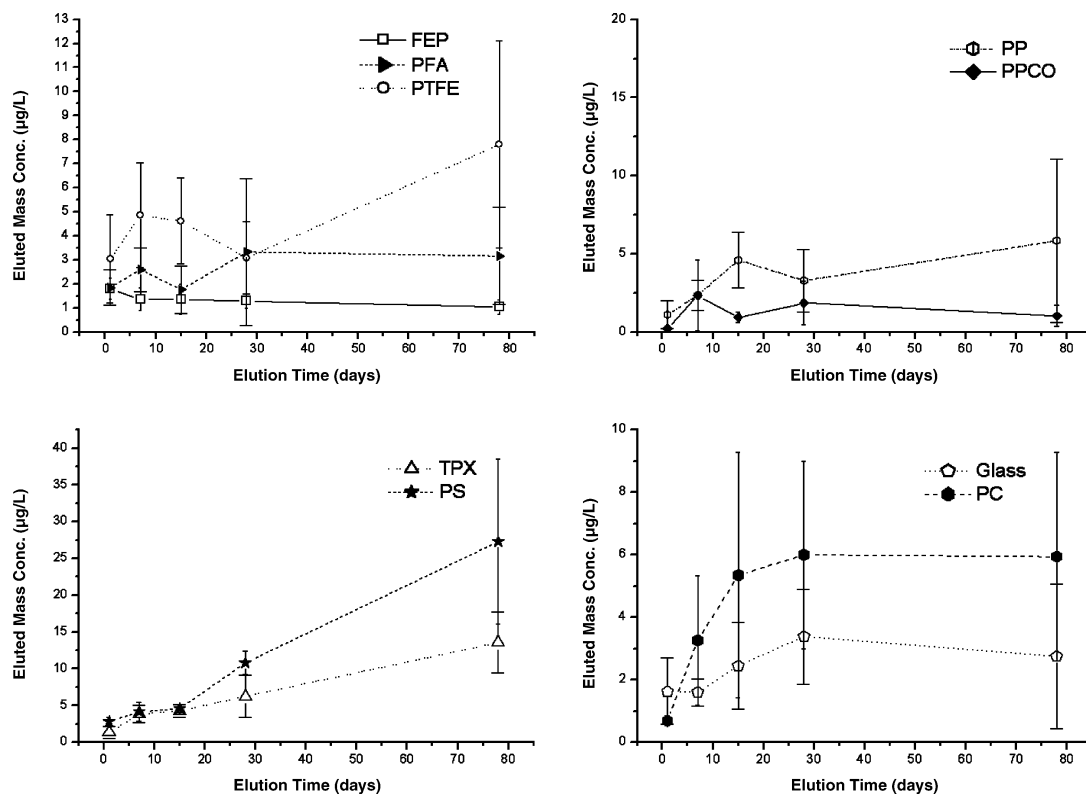 13
12
11
10
9
8
7
6
5
4
3
2
1
0
Eluted Mass Conc. (µg/L)
FEP
PFA
PTFE
0 10 20 30 40 50 60 70 80
Elution Time (days)
20
15
10
5
0
Eluted Mass Conc. (µg/L)
PP
PPCO
0 10 20 30 40 50 60 70 80
Elution Time (days)
40
35
30
25
20
15
10
5
0
Eluted Mass Conc. (µg/L)
TPX
PS
0 10 20 30 40 50 60 70 80
Elution Time (days)
10
8
6
4
2
0
Eluted Mass Conc. (µg/L)
Glass
PC
0 10 20 30 40 50 60 70 80
Elution Time (days)